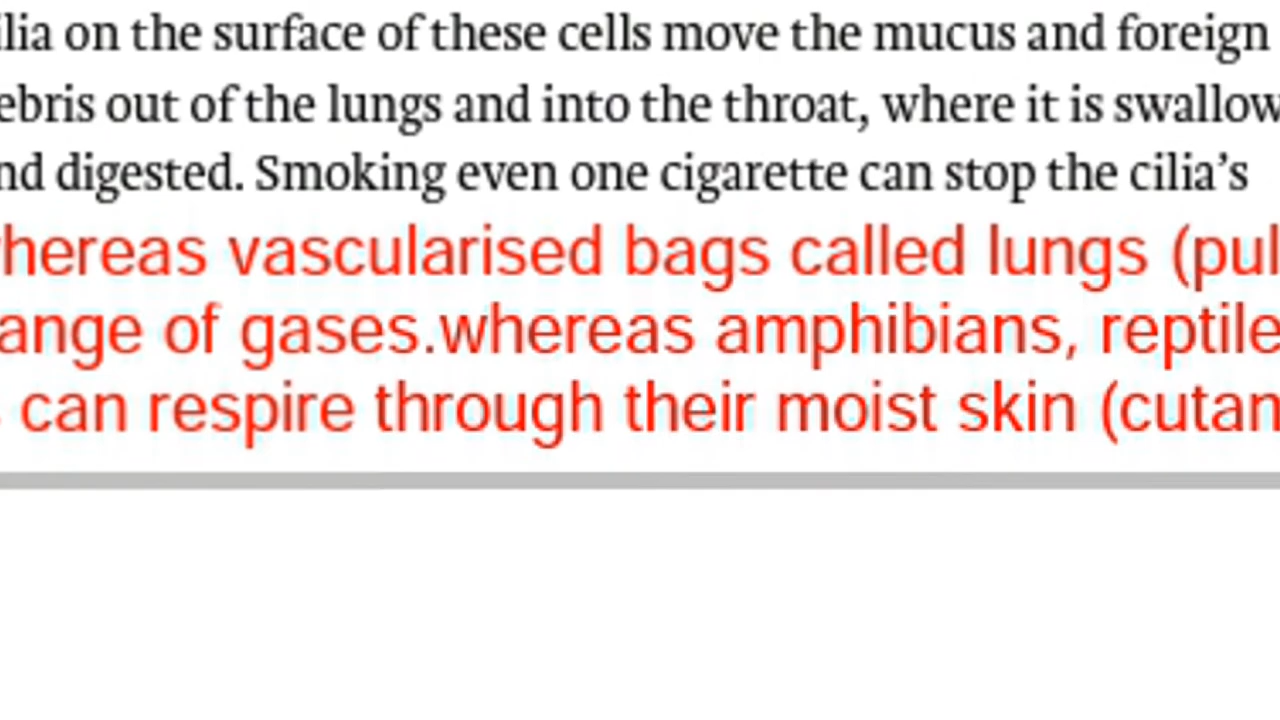 ilia on the surface of these cells move the mucus and foreign
ebris out of the lungs and into the throat, where it is swallow
nd digested. Smoking even one cigarette can stop the cilia's
hereas vascularised bags called lungs (pul
ange of gases.whereas amphibians, reptile
can respire through their moist skin (cutan